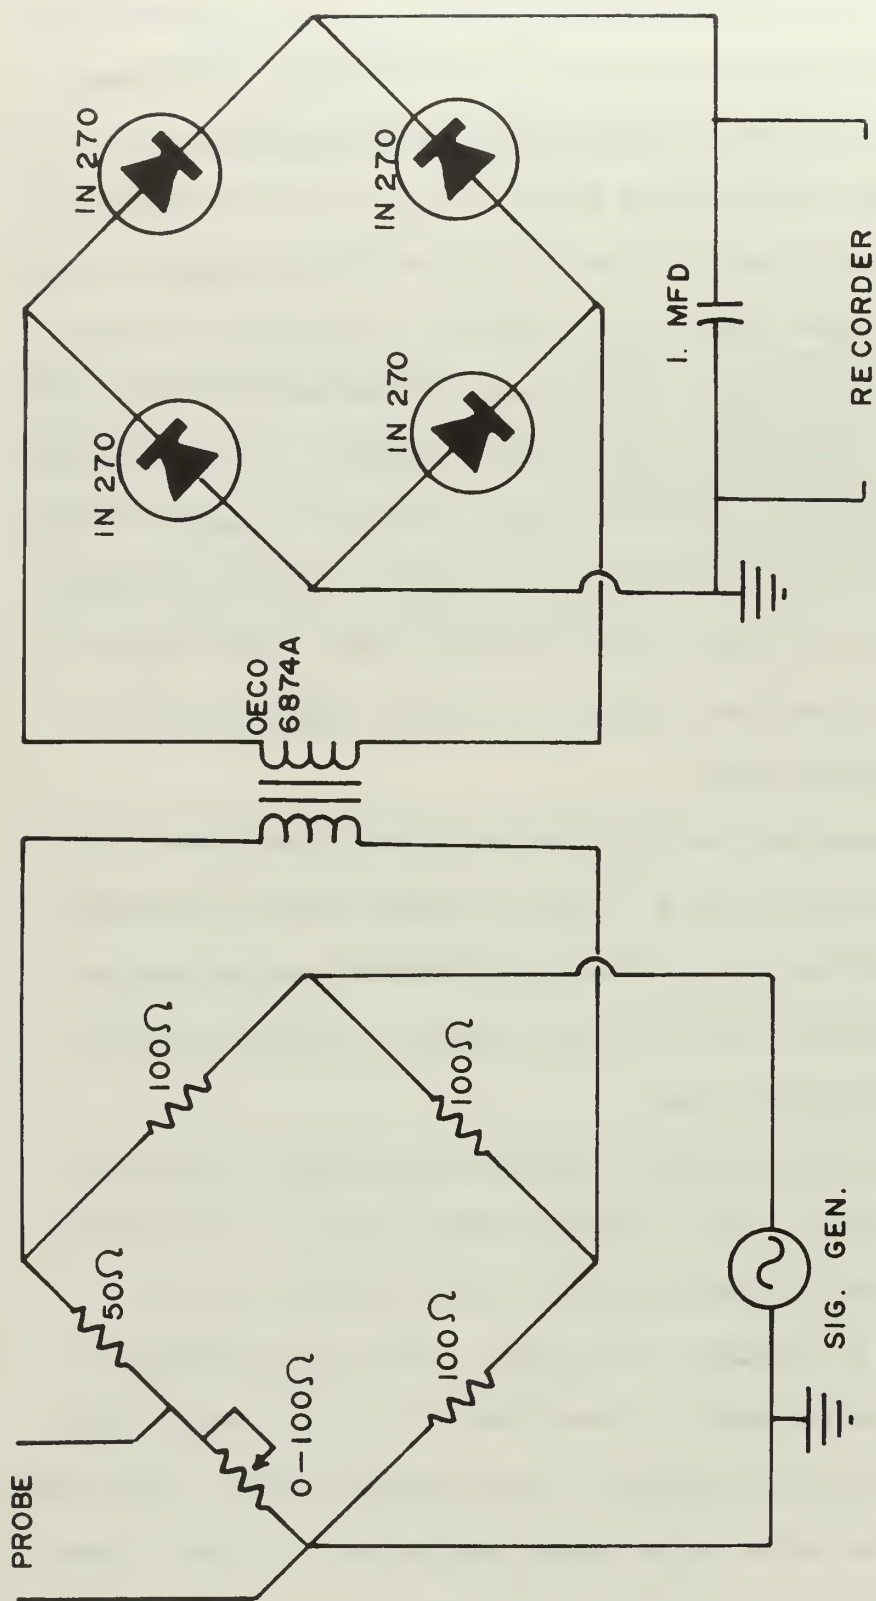 PROBE
50Ω
100Ω
0-100Ω
100Ω
100Ω
SIG. GEN.
OECO
6874A
IN 270
IN 270
IN 270
IN 270
1. MFD
RECORDER